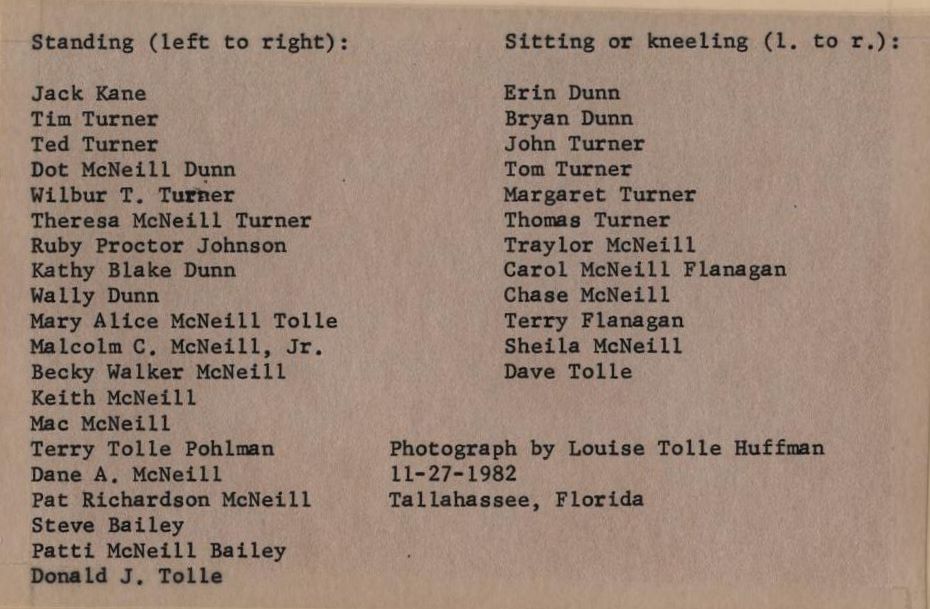 Standing (left to right):
Jack Kane
Tim Turner
Ted Turner
Dot McNeill Dunn
Wilbur T. Turner
Theresa McNeill Turner
Ruby Proctor Johnson
Kathy Blake Dunn
Wally Dunn
Mary Alice McNeill Tolle
Malcolm C. McNeill, Jr.
Becky Walker McNeill
Keith McNeill
Mac McNeill
Terry Tolle Pohlman
Dane A. McNeill
Pat Richardson McNeill
Steve Bailey
Patti McNeill Bailey
Donald J. Tolle
Sitting or kneeling (l. to r.):
Erin Dunn
Bryan Dunn
John Turner
Tom Turner
Margaret Turner
Thomas Turner
Traylor McNeill
Carol McNeill Flanagan
Chase McNeill
Terry Flanagan
Sheila McNeill
Dave Tolle
Photograph by Louise Tolle Huffman
11-27-1982
Tallahassee, Florida